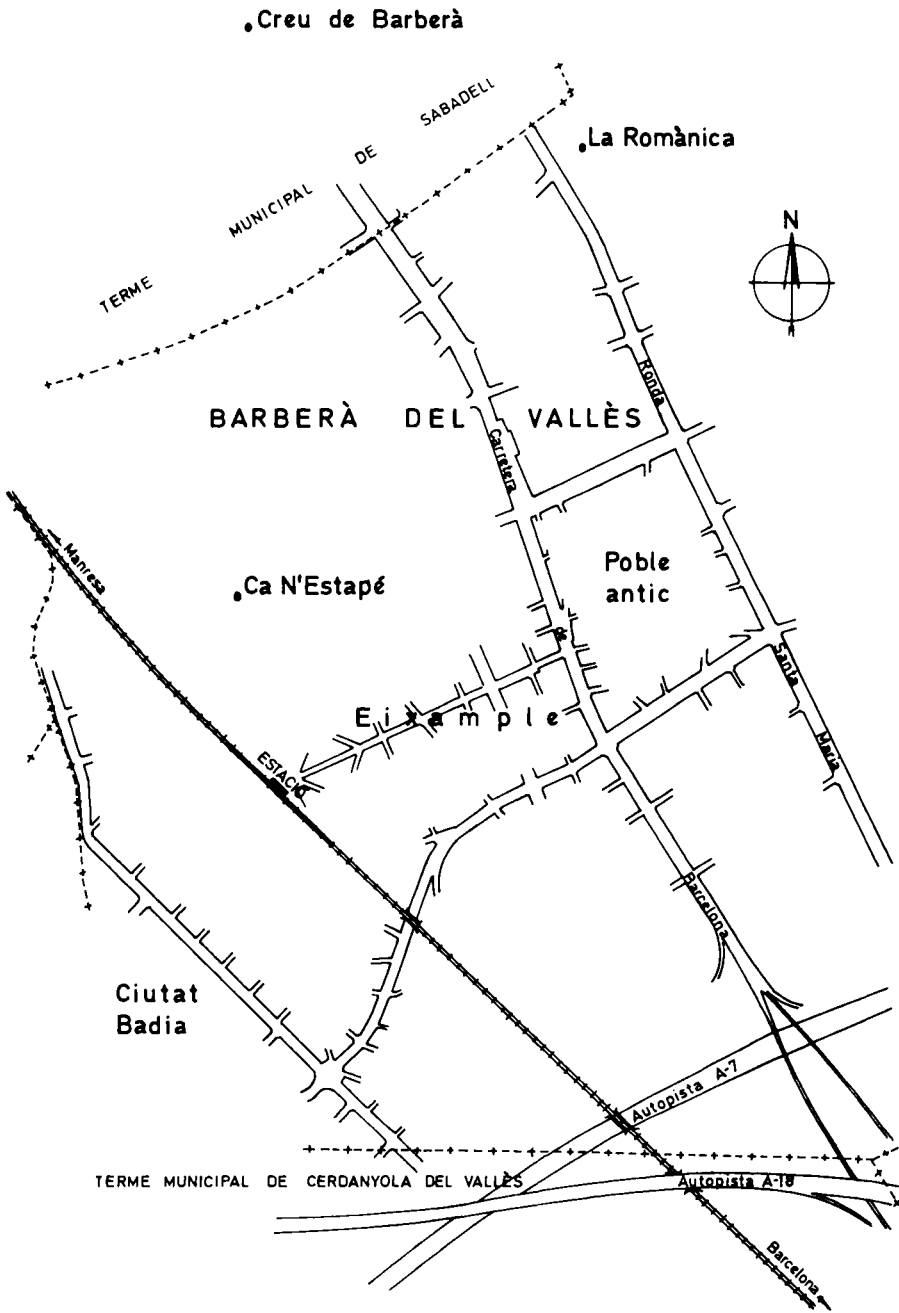 Creu de Barberà
TERME MUNICIPAL DE SABADELL
La Romànica
N
BARBERÀ DEL VALLÈS
Ronda
Carretera
Manresa
Ca N'Estapé
Poble
antic
de
Santa
Eixample
Maria
ESTACIÓ
Barcelona
Ciutat
Badia
Autopista A-7
TERME MUNICIPAL DE CERDANYOLA DEL VALLÈS
Autopista A-18
Barcelona